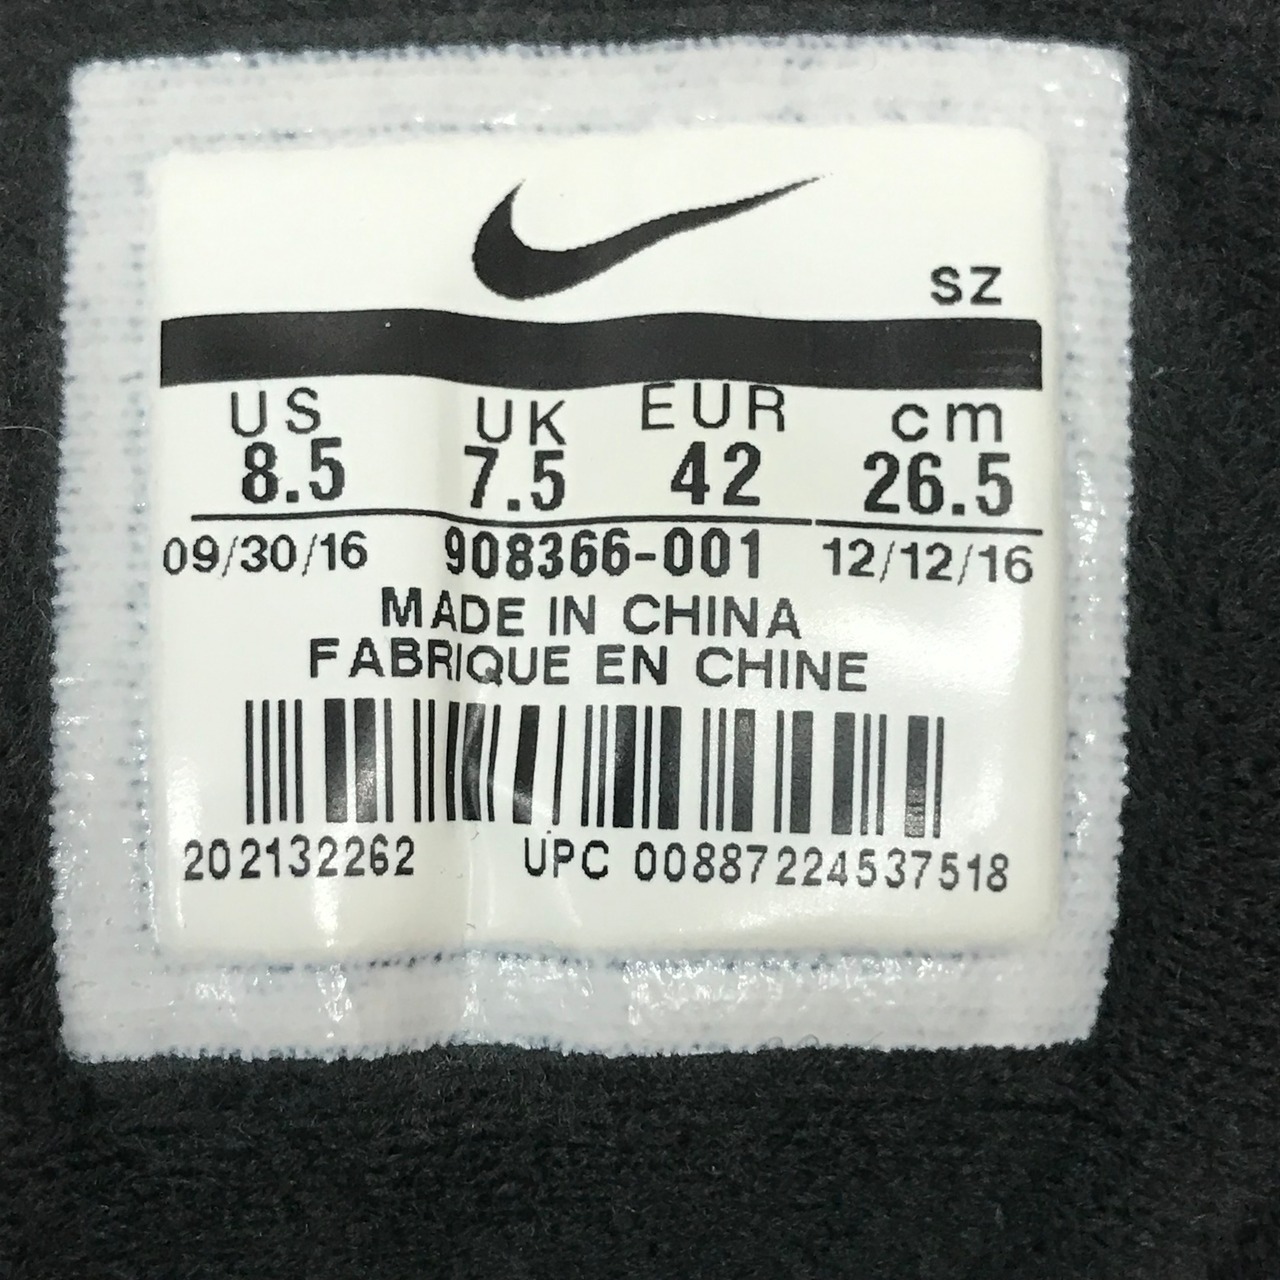 SZ
US UK EUR cm
8.5 7.5 42 26.5
09/30/16 908366-001 12/12/16
MADE IN CHINA
FABRIQUE EN CHINE
202132262 UPC 00887224537518